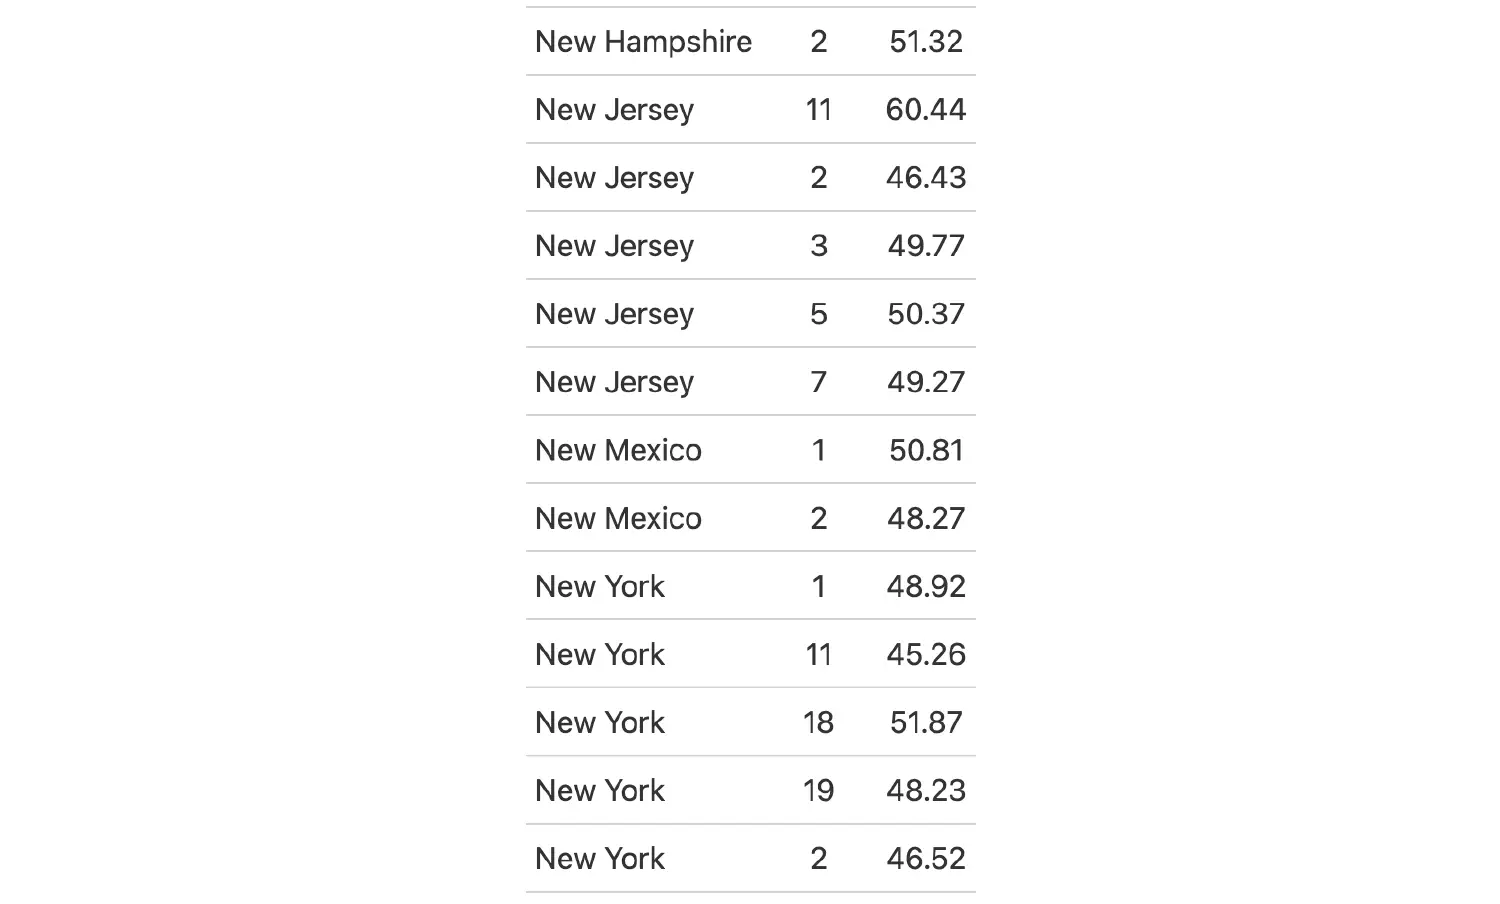 New Hampshire 2 51.32
New Jersey 11 60.44
New Jersey 2 46.43
New Jersey 3 49.77
New Jersey 5 50.37
New Jersey 7 49.27
New Mexico 1 50.81
New Mexico 2 48.27
New York 1 48.92
New York 11 45.26
New York 18 51.87
New York 19 48.23
New York 2 46.52